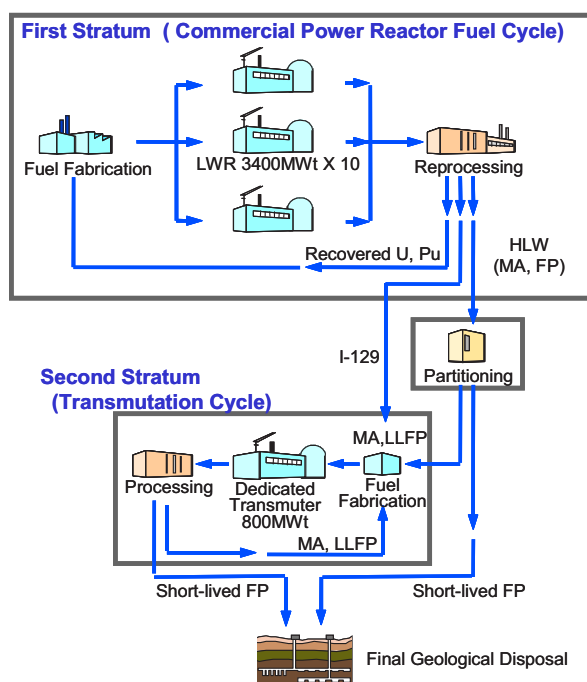 First Stratum ( Commercial Power Reactor Fuel Cycle)
Fuel Fabrication
LWR 3400MWt X 10
Reprocessing
Recovered U, Pu
HLW
(MA, FP)
I-129
Partitioning
Second Stratum
(Transmutation Cycle)
MA,LLFP
Processing
Dedicated
Transmuter
800MWt
Fuel
Fabrication
MA, LLFP
Short-lived FP
Short-lived FP
Final Geological Disposal